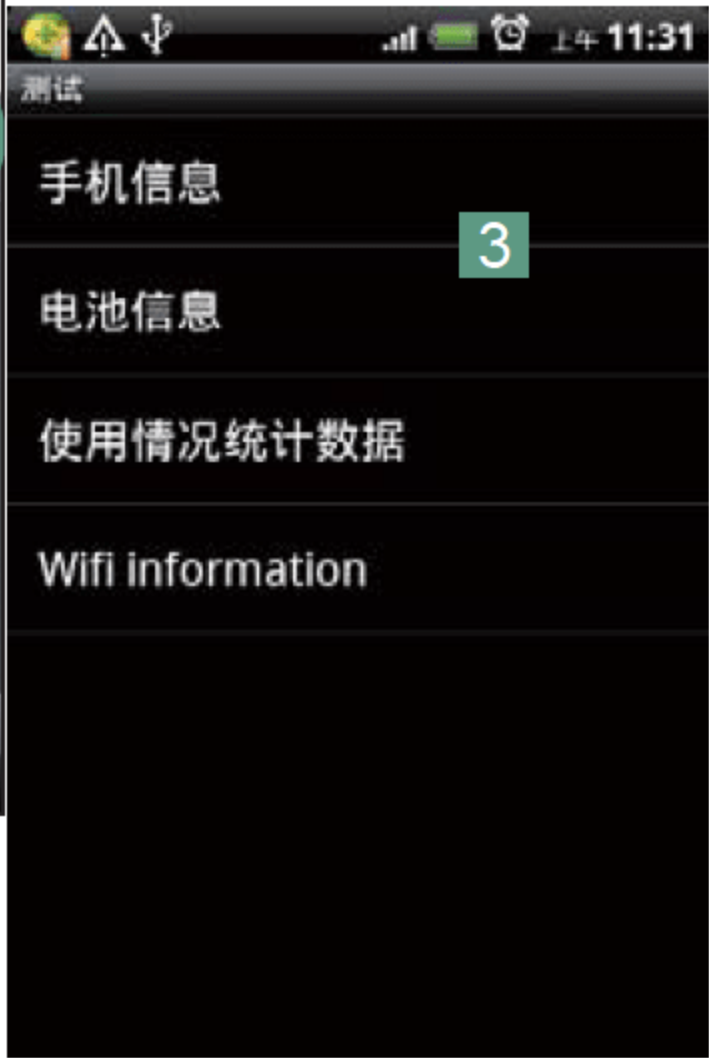 上午 11:31
测试
手机信息
3
电池信息
使用情况统计数据
Wifi information